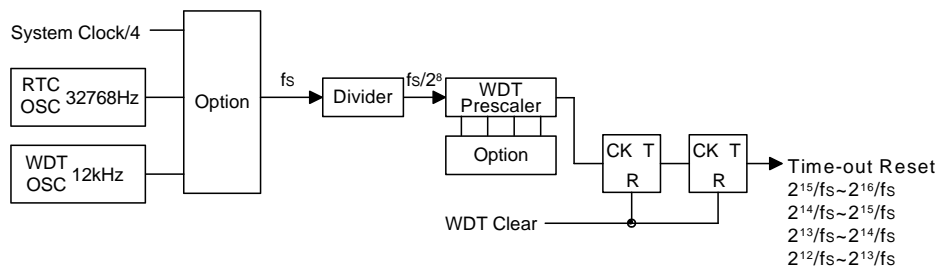 System Clock/4
RTC
OSC 32768Hz
WDT
OSC 12kHz
Option
fS
Divider
fS/2⁸
WDT
Prescaler
Option
CK T
R
CK T
R
WDT Clear
Time-out Reset
2¹⁵/fS~2¹⁶/fS
2¹⁴/fS~2¹⁵/fS
2¹³/fS~2¹⁴/fS
2¹²/fS~2¹³/fS